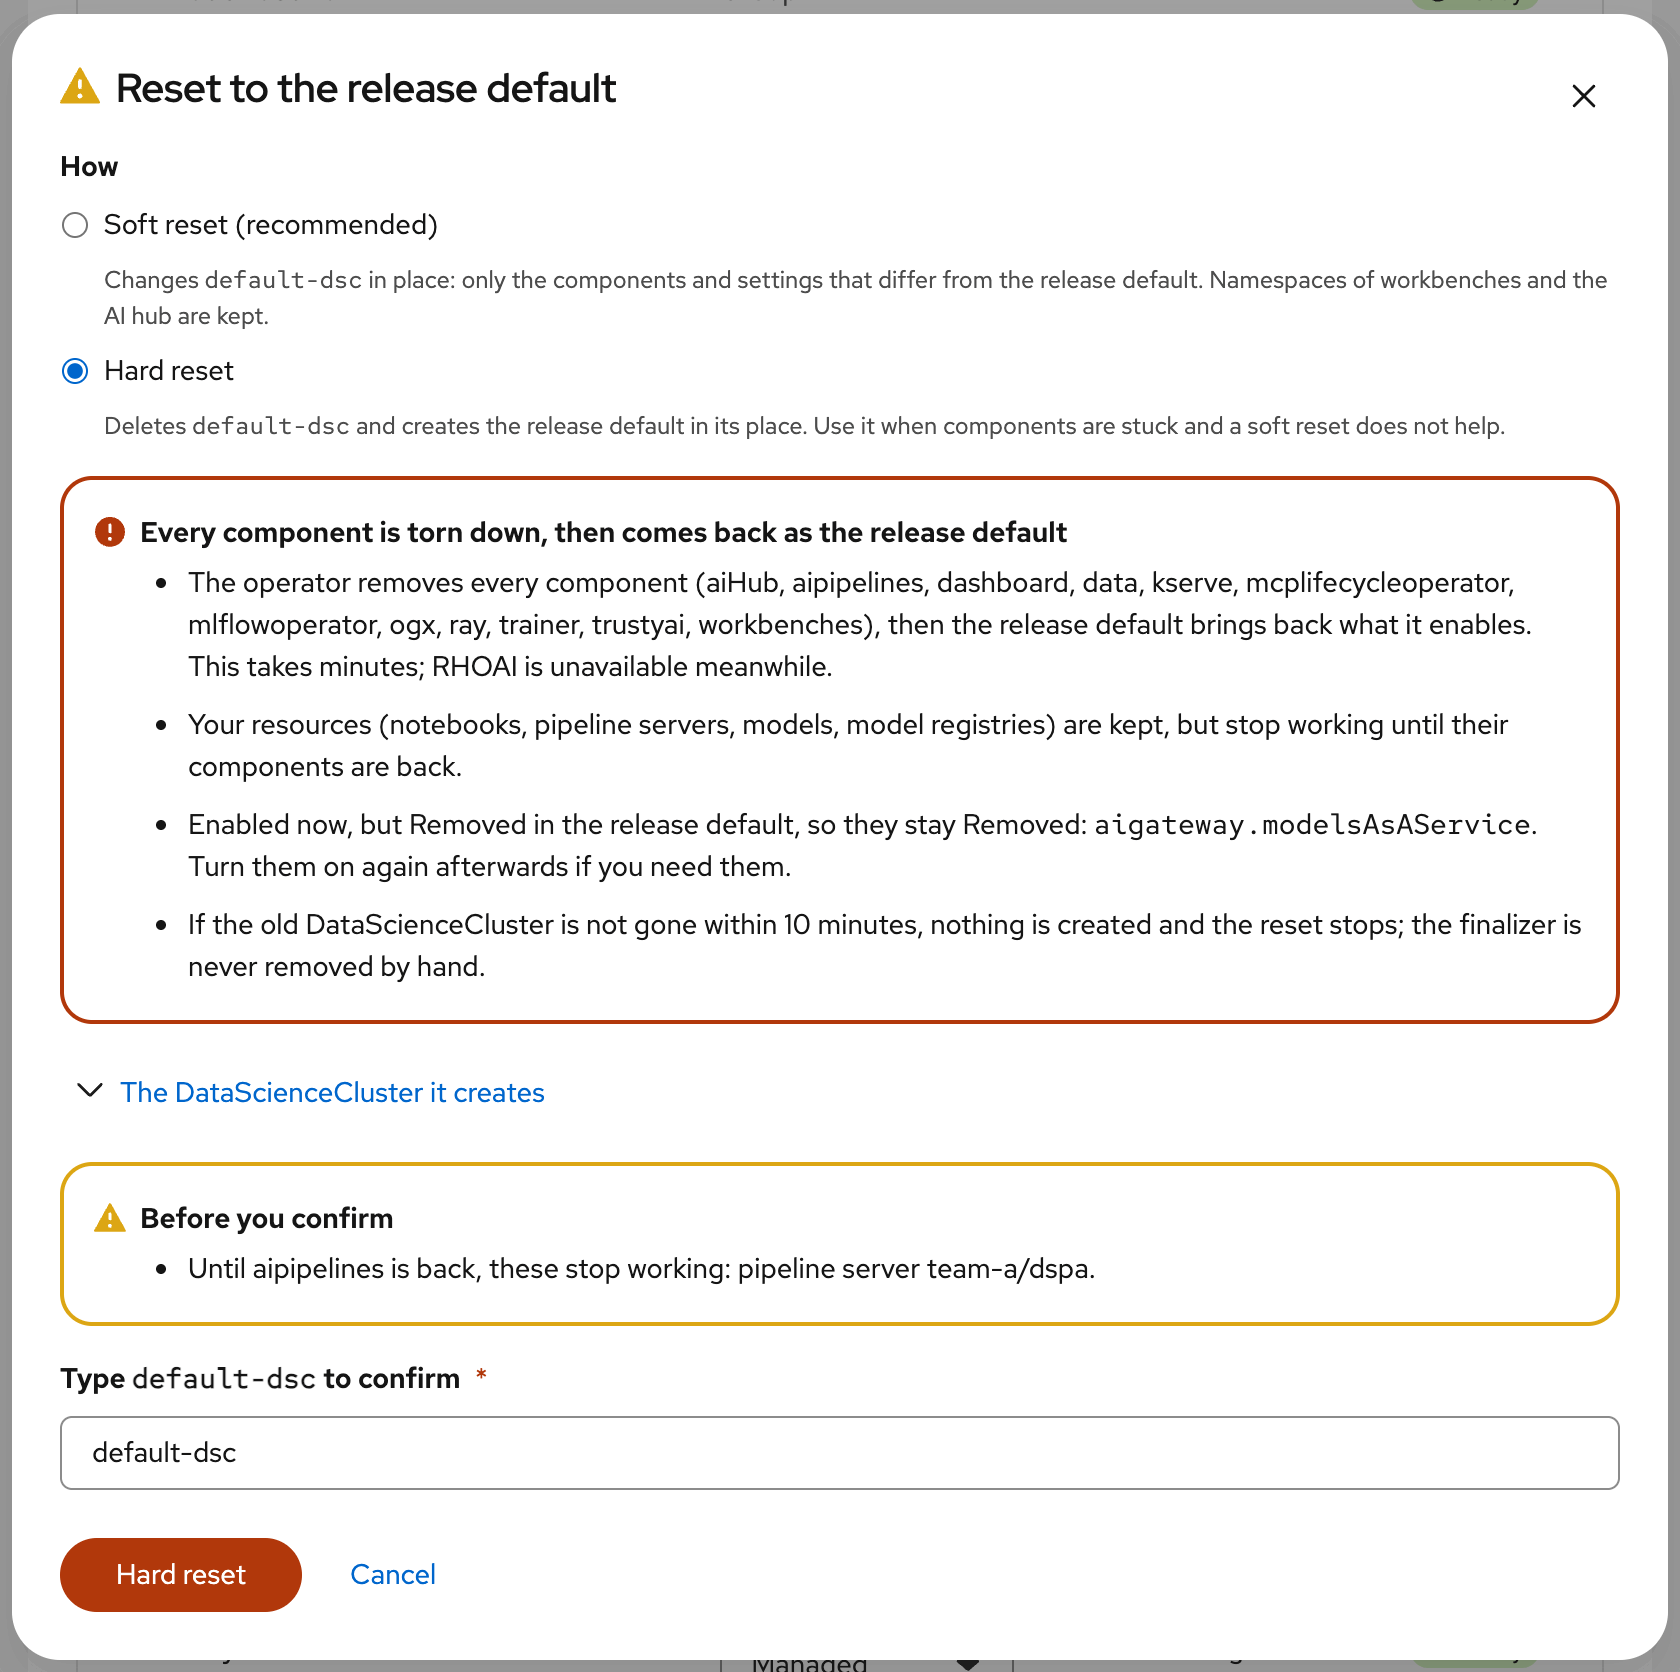 Reset to the release default
How
Soft reset (recommended)
Changes default-dsc in place: only the components and settings that differ from the release default. Namespaces of workbenches and the
AI hub are kept.
Hard reset
Deletes default-dsc and creates the release default in its place. Use it when components are stuck and a soft reset does not help.
Every component is torn down, then comes back as the release default
• The operator removes every component (aiHub, aipipelines, dashboard, data, kserve, mcplifecycleoperator,
mlflowoperator, ogx, ray, trainer, trustyai, workbenches), then the release default brings back what it enables.
This takes minutes; RHOAI is unavailable meanwhile.
• Your resources (notebooks, pipeline servers, models, model registries) are kept, but stop working until their
components are back.
• Enabled now, but Removed in the release default, so they stay Removed: aigateway.modelsAsAService.
Turn them on again afterwards if you need them.
• If the old DataScienceCluster is not gone within 10 minutes, nothing is created and the reset stops; the finalizer is
never removed by hand.
The DataScienceCluster it creates
Before you confirm
• Until aipipelines is back, these stop working: pipeline server team-a/dspa.
Type default-dsc to confirm *
default-dsc
Hard reset
Cancel
Managed